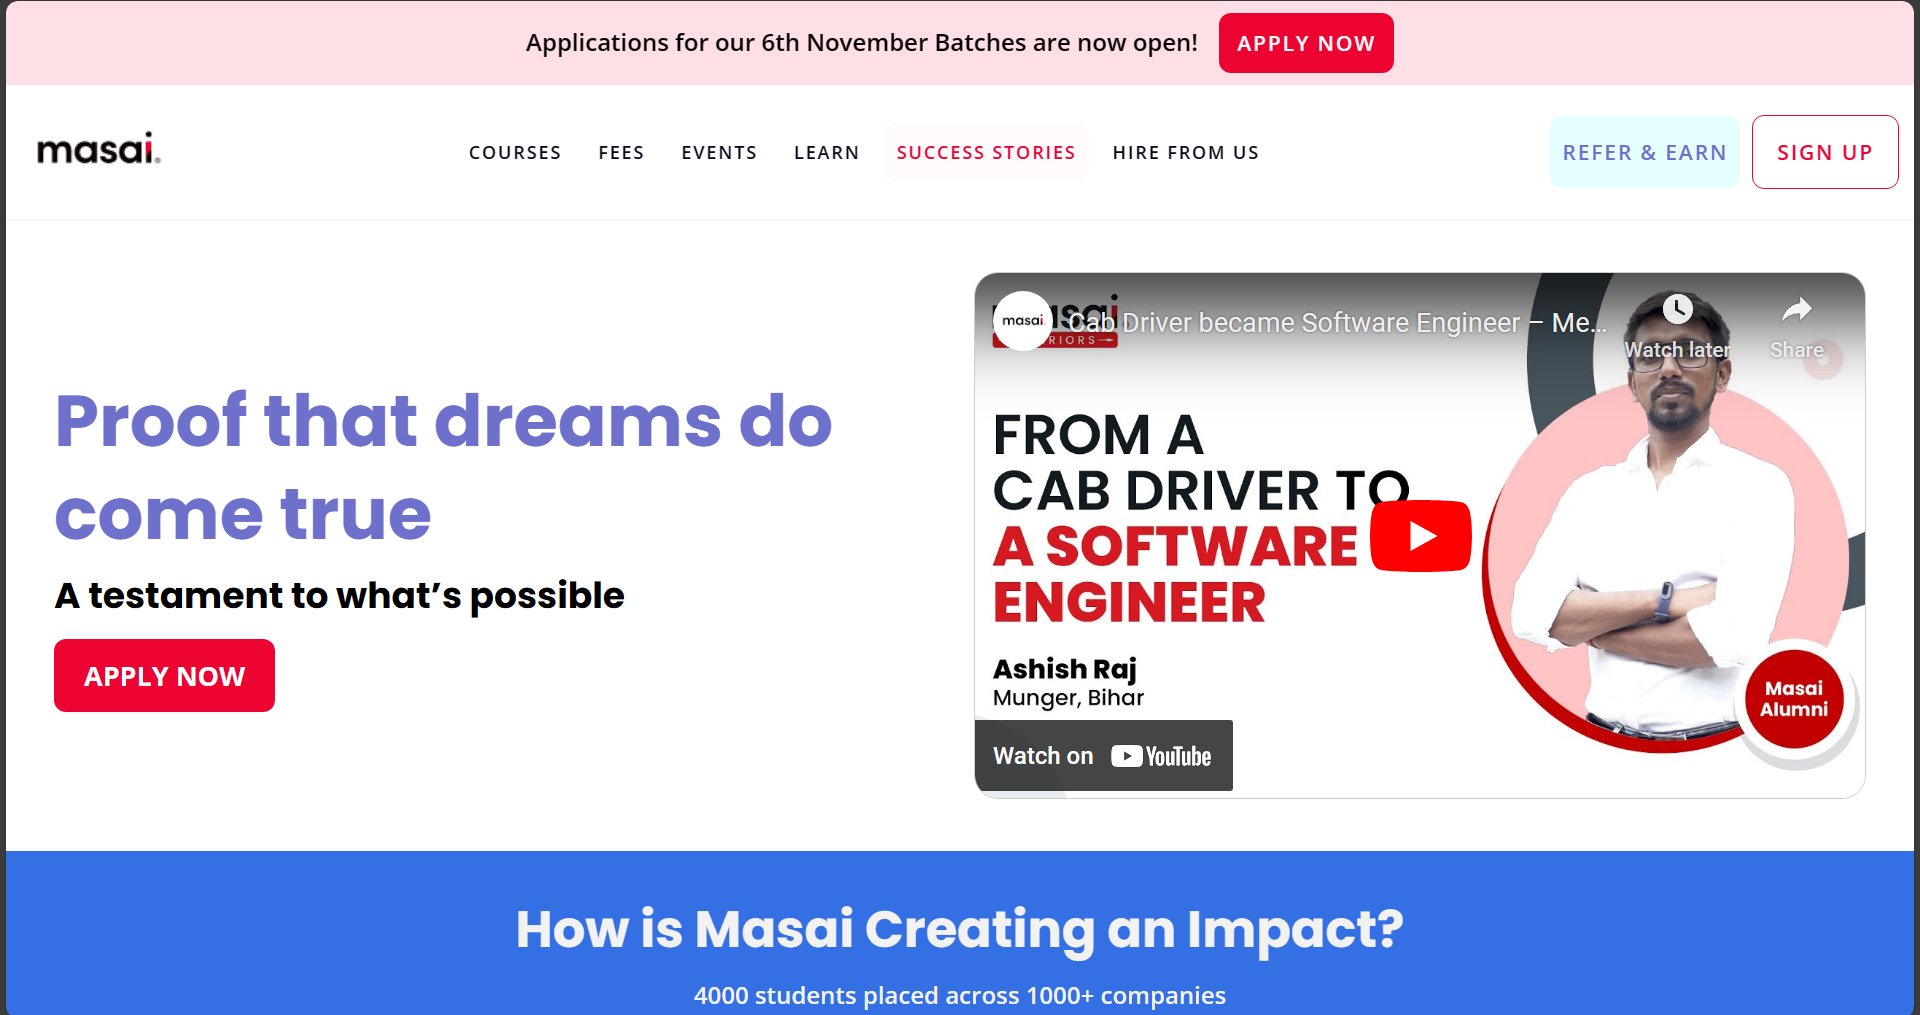 Applications for our 6th November Batches are now open!
APPLY NOW
masai.
COURSES
FEES
EVENTS
LEARN
SUCCESS STORIES
HIRE FROM US
REFER & EARN
SIGN UP
Proof that dreams do
come true
A testament to what’s possible
APPLY NOW
masai.
Cab Driver became Software Engineer – Me...
Watch later
Share
FROM A
CAB DRIVER TO
A SOFTWARE
ENGINEER
Ashish Raj
Munger, Bihar
Masai
Alumni
Watch on YouTube
How is Masai Creating an Impact?
4000 students placed across 1000+ companies